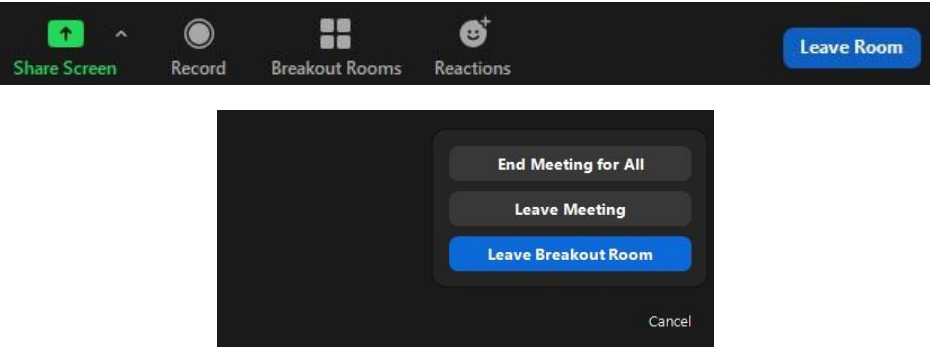 Share Screen Record Breakout Rooms Reactions Leave Room
End Meeting for All
Leave Meeting
Leave Breakout Room
Cancel